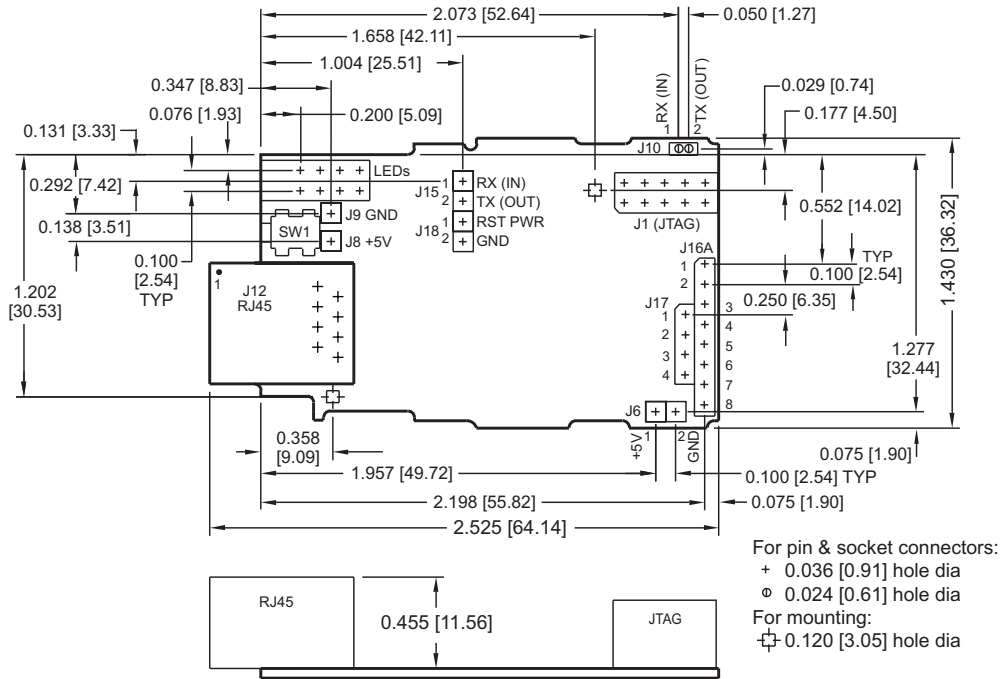 2.073 [52.64]
0.050 [1.27]
1.658 [42.11]
1.004 [25.51]
0.347 [8.83]
0.029 [0.74]
0.076 [1.93]
0.200 [5.09]
RX (IN)
TX (OUT)
0.177 [4.50]
0.131 [3.33]
1
2
J10
LEDs
0.292 [7.42]
J15
1
RX (IN)
2
TX (OUT)
J9 GND
0.552 [14.02]
0.138 [3.51]
SW1
J18
1
RST PWR
2
GND
J1 (JTAG)
J8 +5V
J16A
1.430 [36.32]
0.100
[2.54]
TYP
1
2
TYP
0.100 [2.54]
1.202
[30.53]
1
J12
RJ45
0.250 [6.35]
J17
1
2
3
4
3
4
5
6
7
8
1.277
[32.44]
J6
0.358
[9.09]
+5V
1
2
GND
0.075 [1.90]
1.957 [49.72]
0.100 [2.54] TYP
2.198 [55.82]
0.075 [1.90]
2.525 [64.14]
For pin & socket connectors:
+ 0.036 [0.91] hole dia
0.024 [0.61] hole dia
For mounting:
0.120 [3.05] hole dia
RJ45
0.455 [11.56]
JTAG